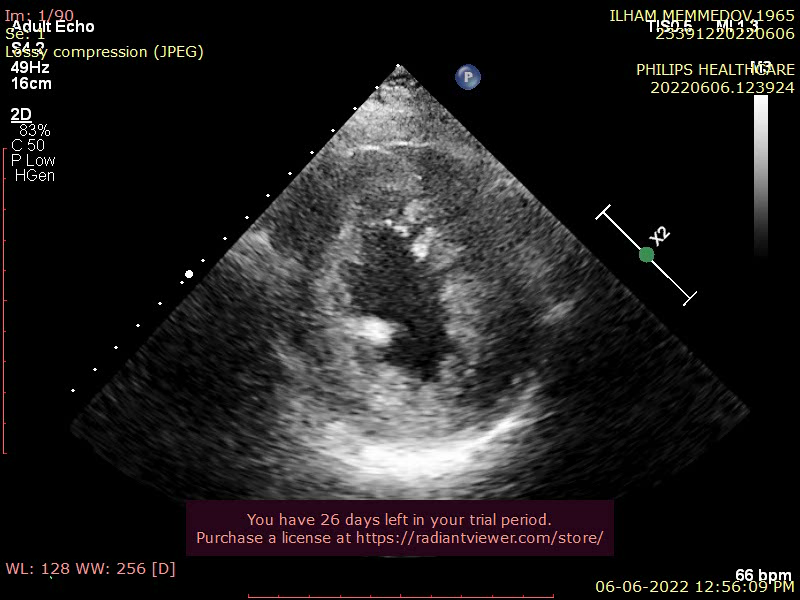 Im: 1/90
Adult Echo
Se: 1
S4-2
Lossy compression (JPEG)
49Hz
16cm
2D
83%
C 50
P Low
HGen
ILHAM MEMMEDOV,1965
TIS0.6 MI 1.3
23391220220606
M3
PHILIPS HEALTHCARE
20220606.123924
P
X2
You have 26 days left in your trial period.
Purchase a license at https://radiantviewer.com/store/
WL: 128 WW: 256 [D]
66 bpm
06-06-2022 12:56:09 PM